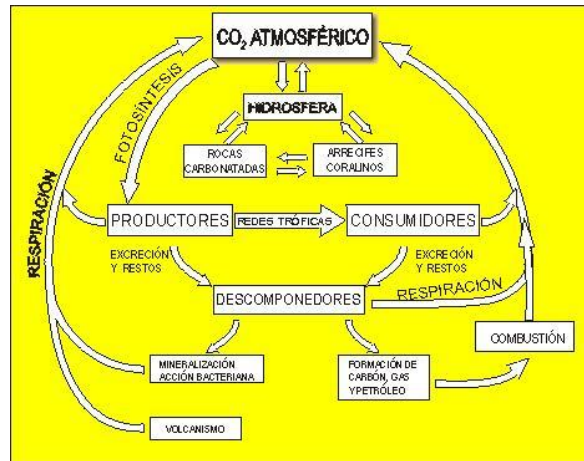 CO₂ ATMOSFÉRICO
FOTOSÍNTESIS
HIDROSFERA
ROCAS
CARBONATADAS
ARRECIFES
CORALINOS
RESPIRACIÓN
PRODUCTORES
REDES TRÓFICAS
CONSUMIDORES
EXCRECIÓN
Y RESTOS
EXCRECIÓN
Y RESTOS
DESCOMPONEDORES
RESPIRACIÓN
COMBUSTIÓN
MINERALIZACIÓN
ACCIÓN BACTERIANA
FORMACIÓN DE
CARBÓN, GAS
YPETRÓLEO
VOLCANISMO